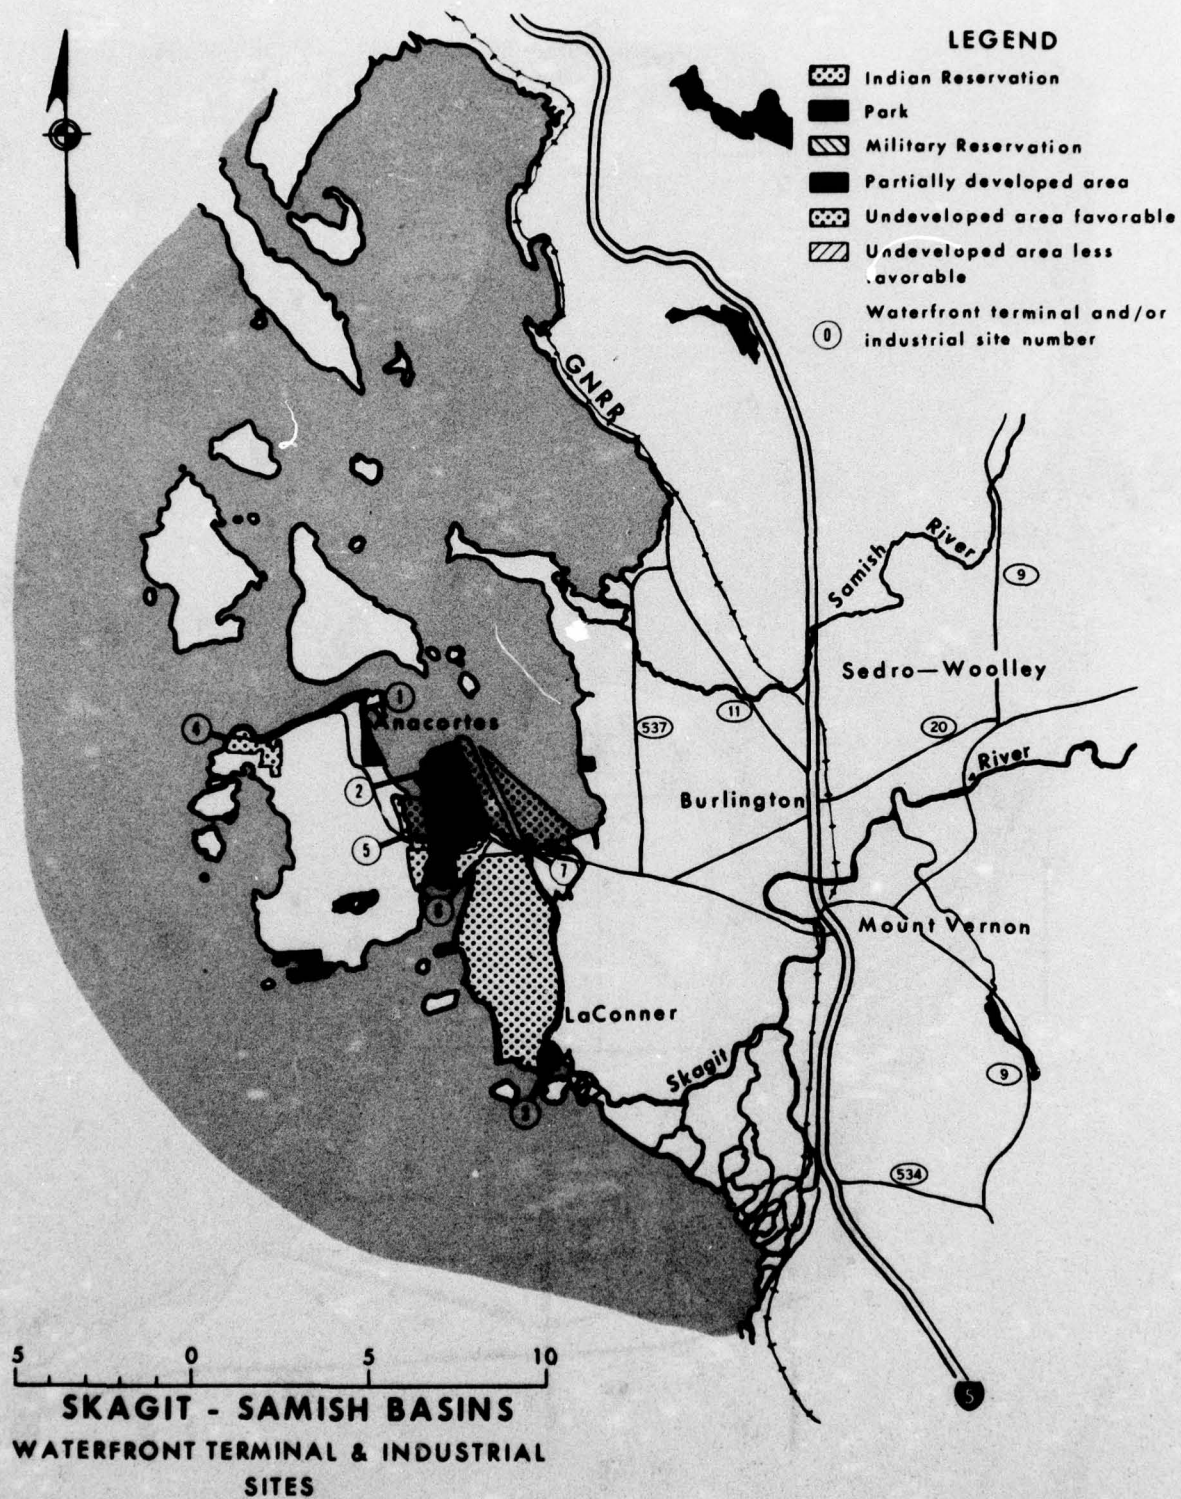 LEGEND
Indian Reservation
Park
Military Reservation
Partially developed area
Undeveloped area favorable
Undeveloped area less
.avorable
Waterfront terminal and/or
0 industrial site number
GNRR
Samish River
9
Sedro—Woolley
1
Anacortes
4
11
537
20
River
2
Burlington
5
7
6
Mount Vernon
LaConner
Skagit
9
534
5 0 5 10
5
SKAGIT - SAMISH BASINS
WATERFRONT TERMINAL & INDUSTRIAL
SITES